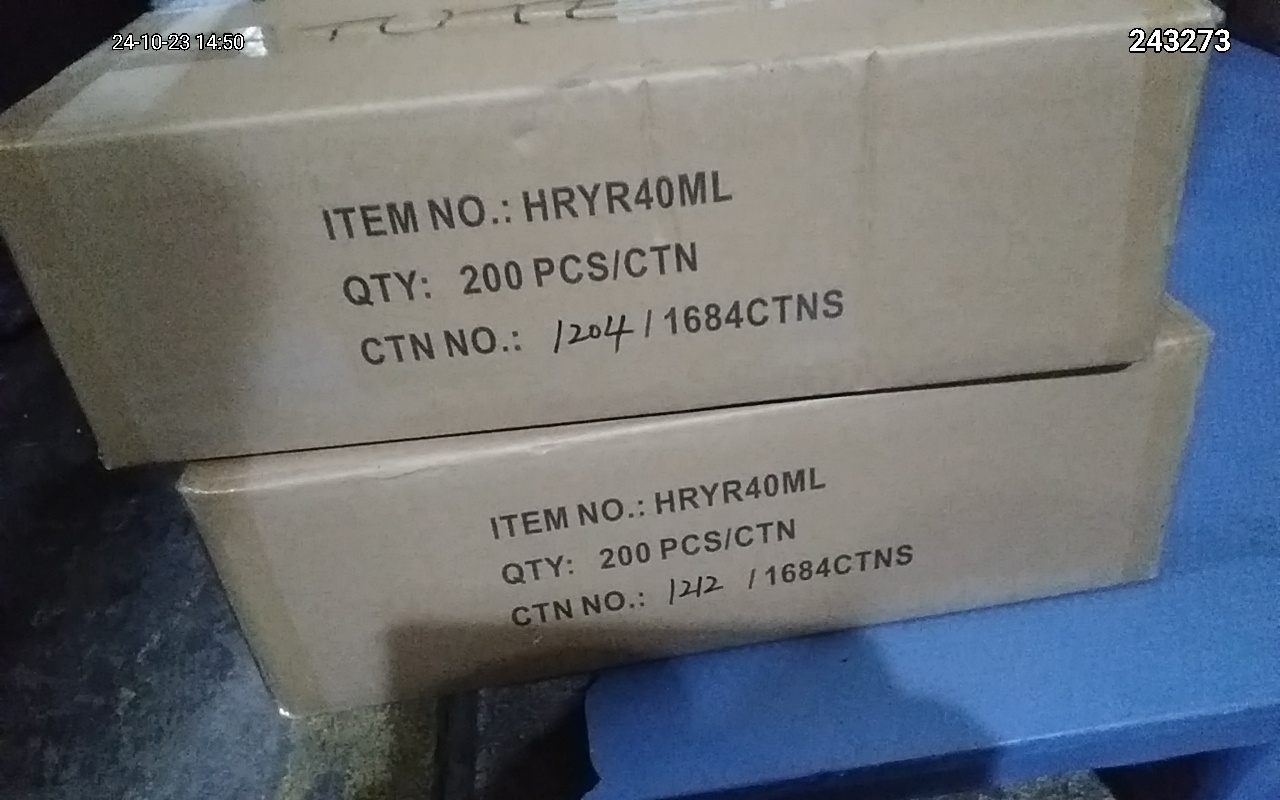 24-10-23 14:50
243273
ITEM NO.: HRYR40ML
QTY: 200 PCS/CTN
CTN NO.: 1204 / 1684CTNS
ITEM NO.: HRYR40ML
QTY: 200 PCS/CTN
CTN NO.: 1212 / 1684CTNS